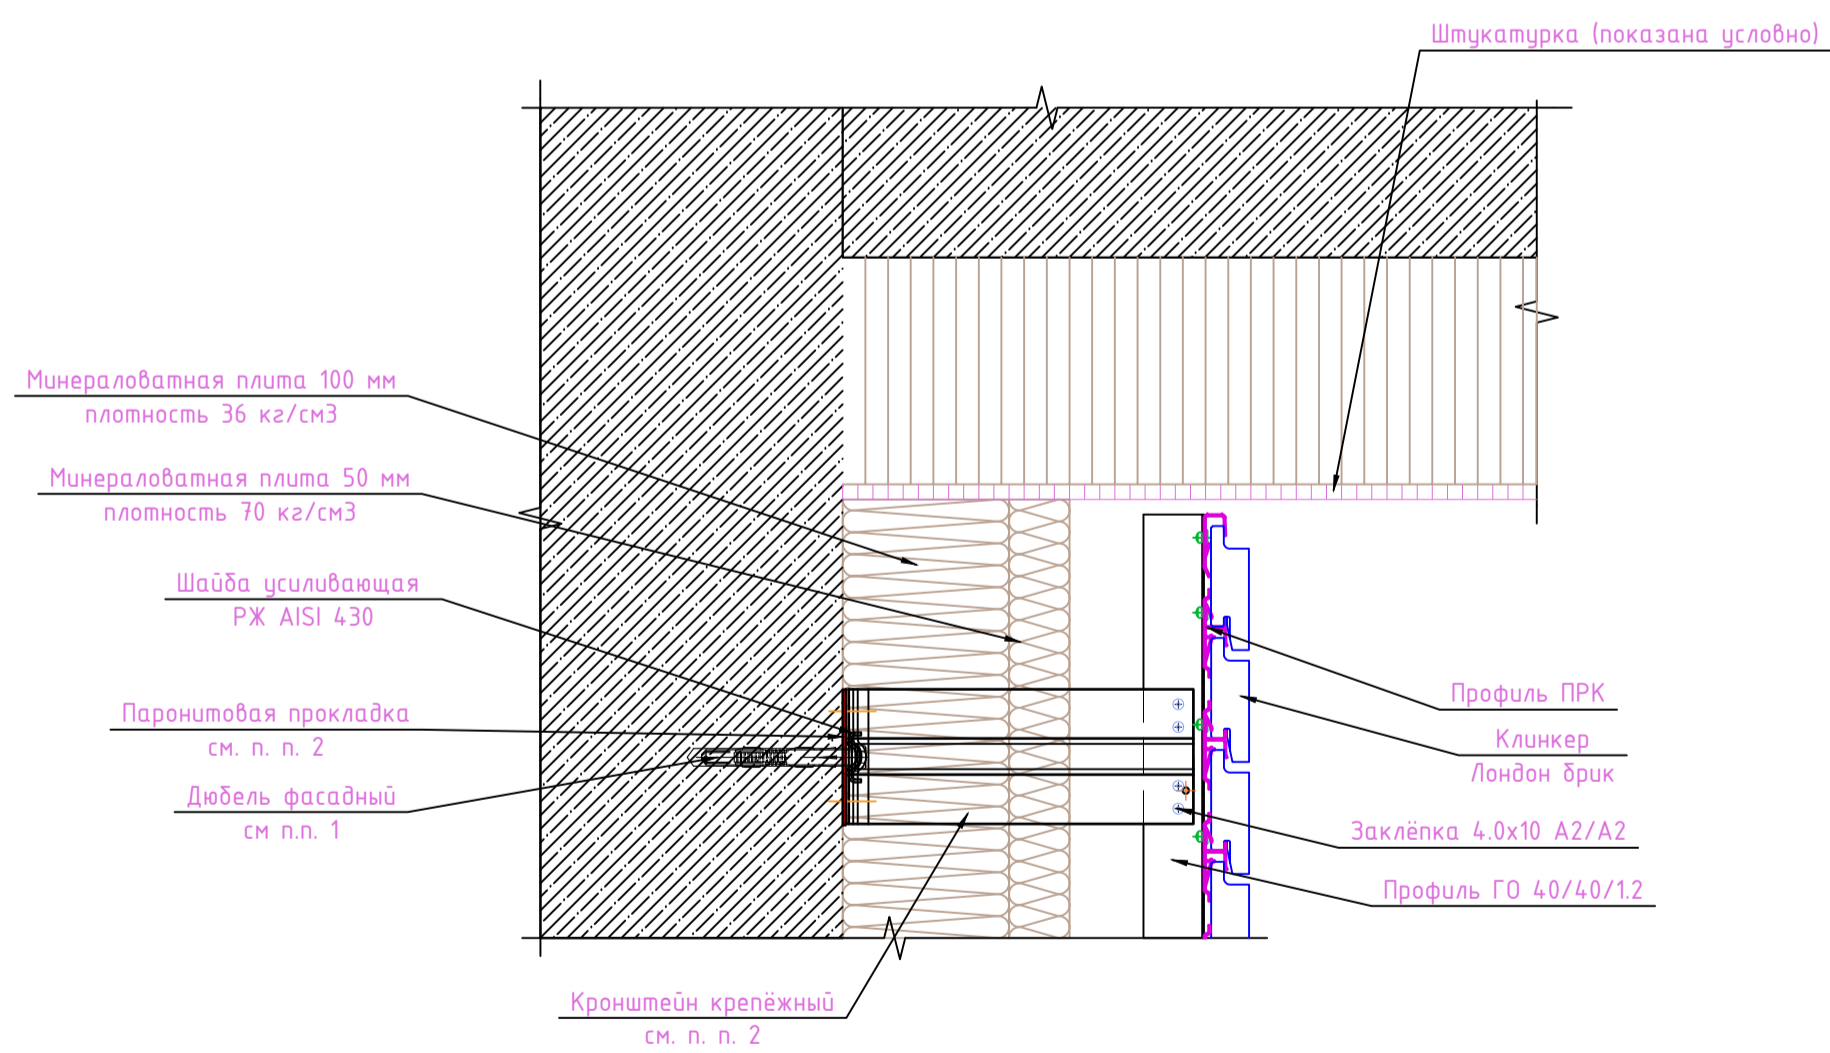 Штукатурка (показана условно)
Минераловатная плита 100 мм
плотность 36 кг/см3
Минераловатная плита 50 мм
плотность 70 кг/см3
Шайба усиливающая
РЖ AISI 430
Паронитовая прокладка
см. п. п. 2
Дюбель фасадный
см п.п. 1
Профиль ПРК
Клинкер
Лондон брик
Заклёпка 4.0х10 А2/А2
Профиль ГО 40/40/1.2
Кронштейн крепёжный
см. п. п. 2